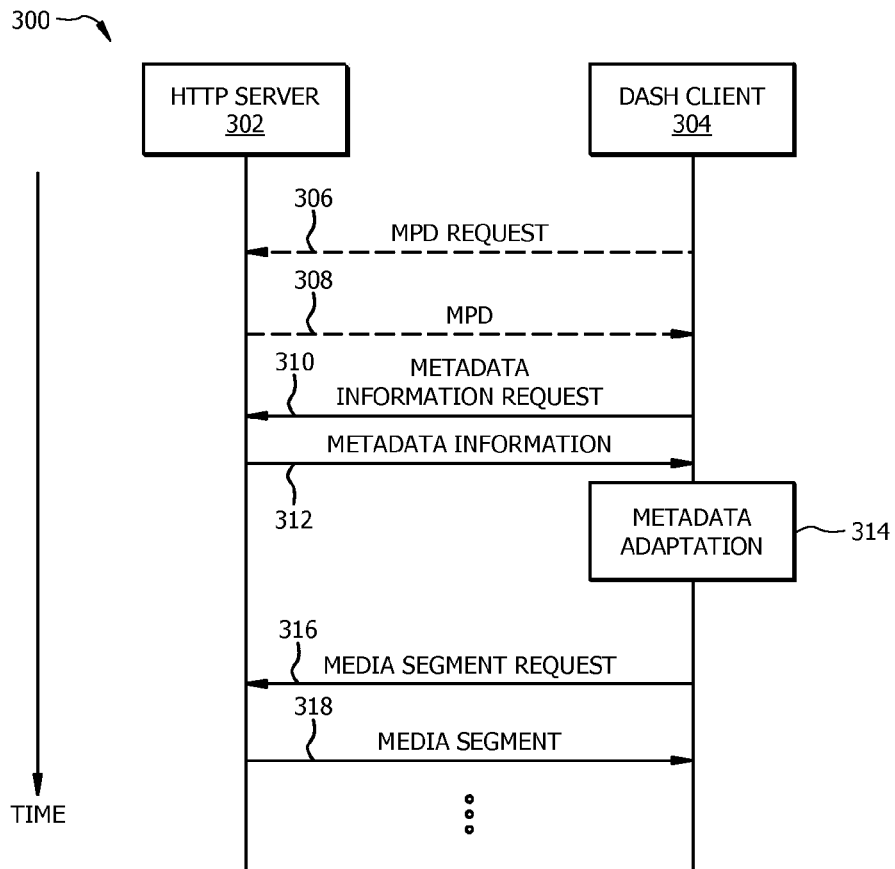 300
HTTP SERVER
302
DASH CLIENT
304
306
MPD REQUEST
308
MPD
310
METADATA
INFORMATION REQUEST
METADATA INFORMATION
312
METADATA
ADAPTATION
314
316
MEDIA SEGMENT REQUEST
318
MEDIA SEGMENT
TIME